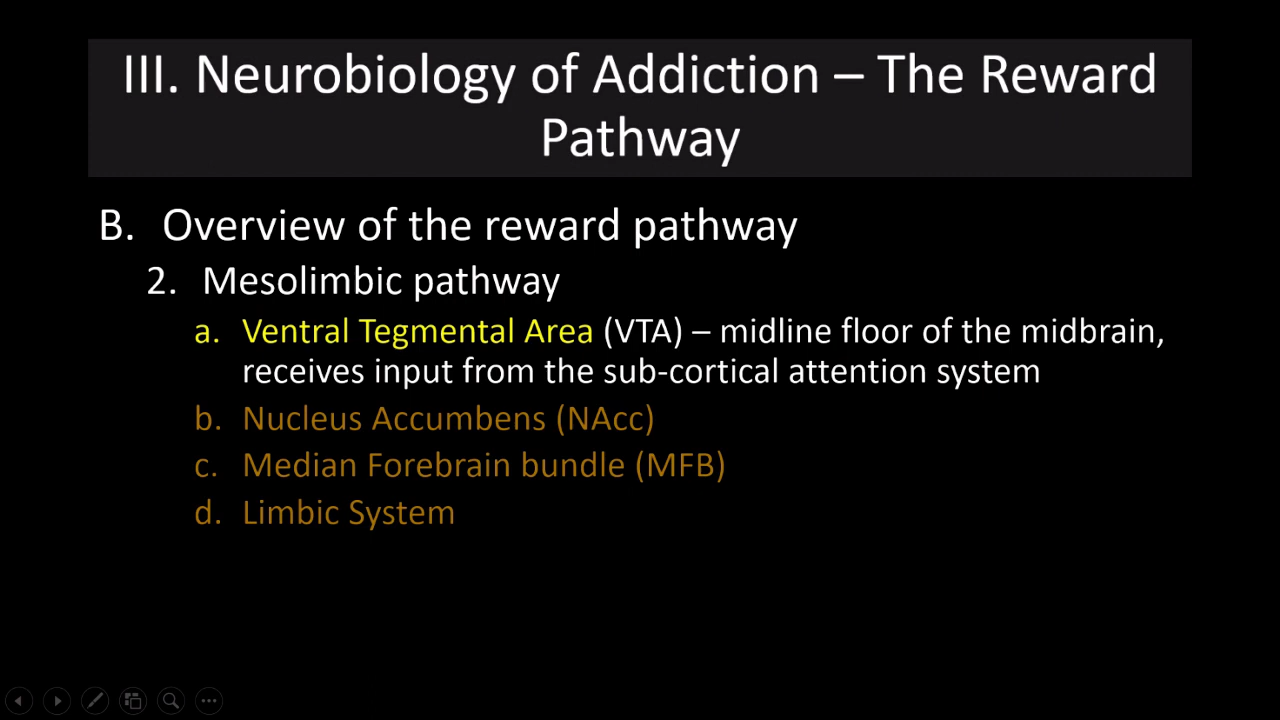 III. Neurobiology of Addiction – The Reward
Pathway
B. Overview of the reward pathway
2. Mesolimbic pathway
a. Ventral Tegmental Area (VTA) – midline floor of the midbrain,
receives input from the sub-cortical attention system
b. Nucleus Accumbens (NAcc)
c. Median Forebrain bundle (MFB)
d. Limbic System